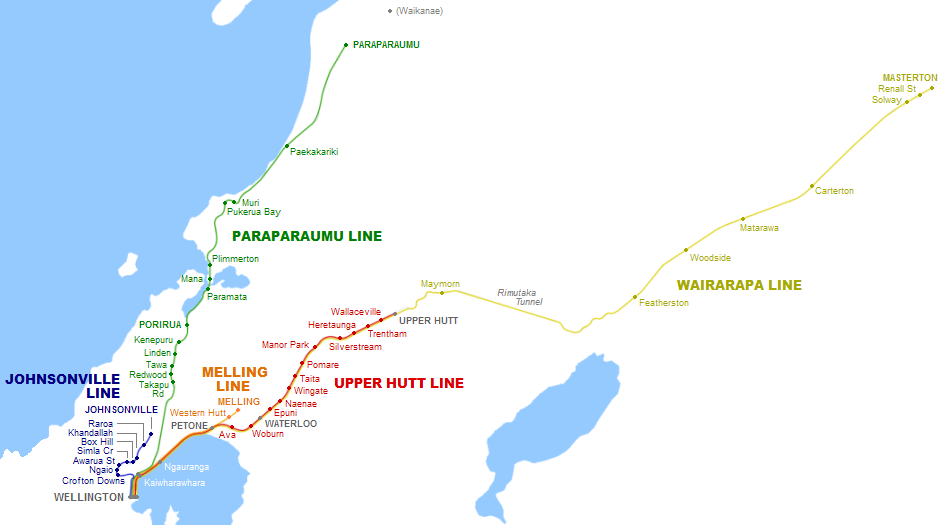 (Waikanae)
PARAPARAUMU
MASTERTON
Renall St
Solway
Paekakariki
Carterton
Muri
Pukerua Bay
Matarawa
PARAPARAUMU LINE
Woodside
Plimmerton
Mana
Paramata
WAIRARAPA LINE
Maymorn
Rimutaka
Tunnel
Featherston
Wallaceville
UPPER HUTT
Heretaunga
Trentham
PORIRUA
Kenepuru
Manor Park
Silverstream
Linden
Tawa
Redwood
Takapu
Rd
Pomare
Taita
Wingate
Naenae
Epuni
MELLING
LINE
UPPER HUTT LINE
JOHNSONVILLE
LINE
MELLING
Western Hutt
JOHNSONVILLE
PETONE
WATERLOO
Ava
Woburn
Raroa
Khandallah
Box Hill
Simla Cr
Awarua St
Ngaio
Crofton Downs
Ngauranga
Kaiwharawhara
WELLINGTON